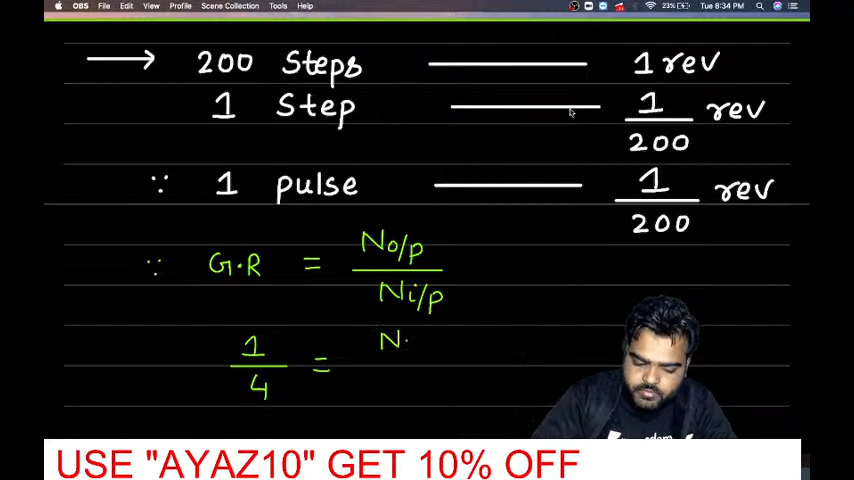 OBS File Edit View Profile Scene Collection Tools Help 23% Tue 8:34 PM
→ 200 Steps —— 1 rev
1 Step —— 1/200 rev
∵ 1 pulse —— 1/200 rev
∵ G.R = No/p / Ni/p
1/4 = N.
USE "AYAZ10" GET 10% OFF